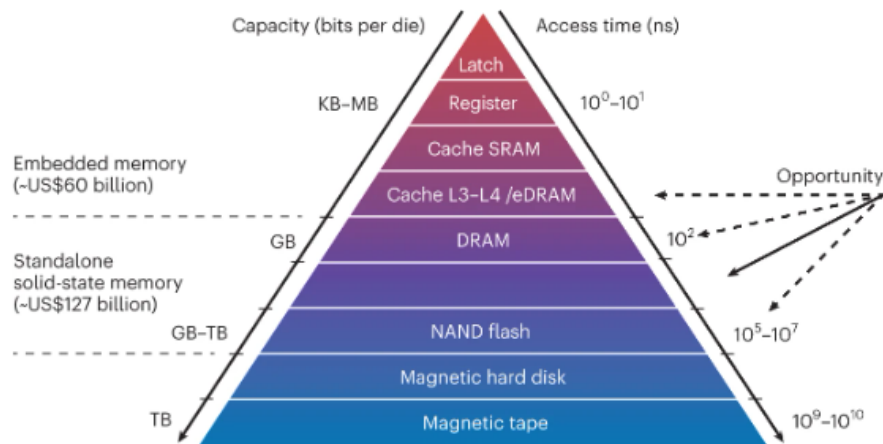 Capacity (bits per die)
Access time (ns)
Latch
KB–MB
Register
10⁰–10¹
Cache SRAM
Embedded memory
(~US$60 billion)
Cache L3–L4 /eDRAM
Opportunity
GB
DRAM
10²
Standalone
solid-state memory
(~US$127 billion)
GB–TB
NAND flash
10⁵–10⁷
Magnetic hard disk
TB
Magnetic tape
10⁹–10¹⁰